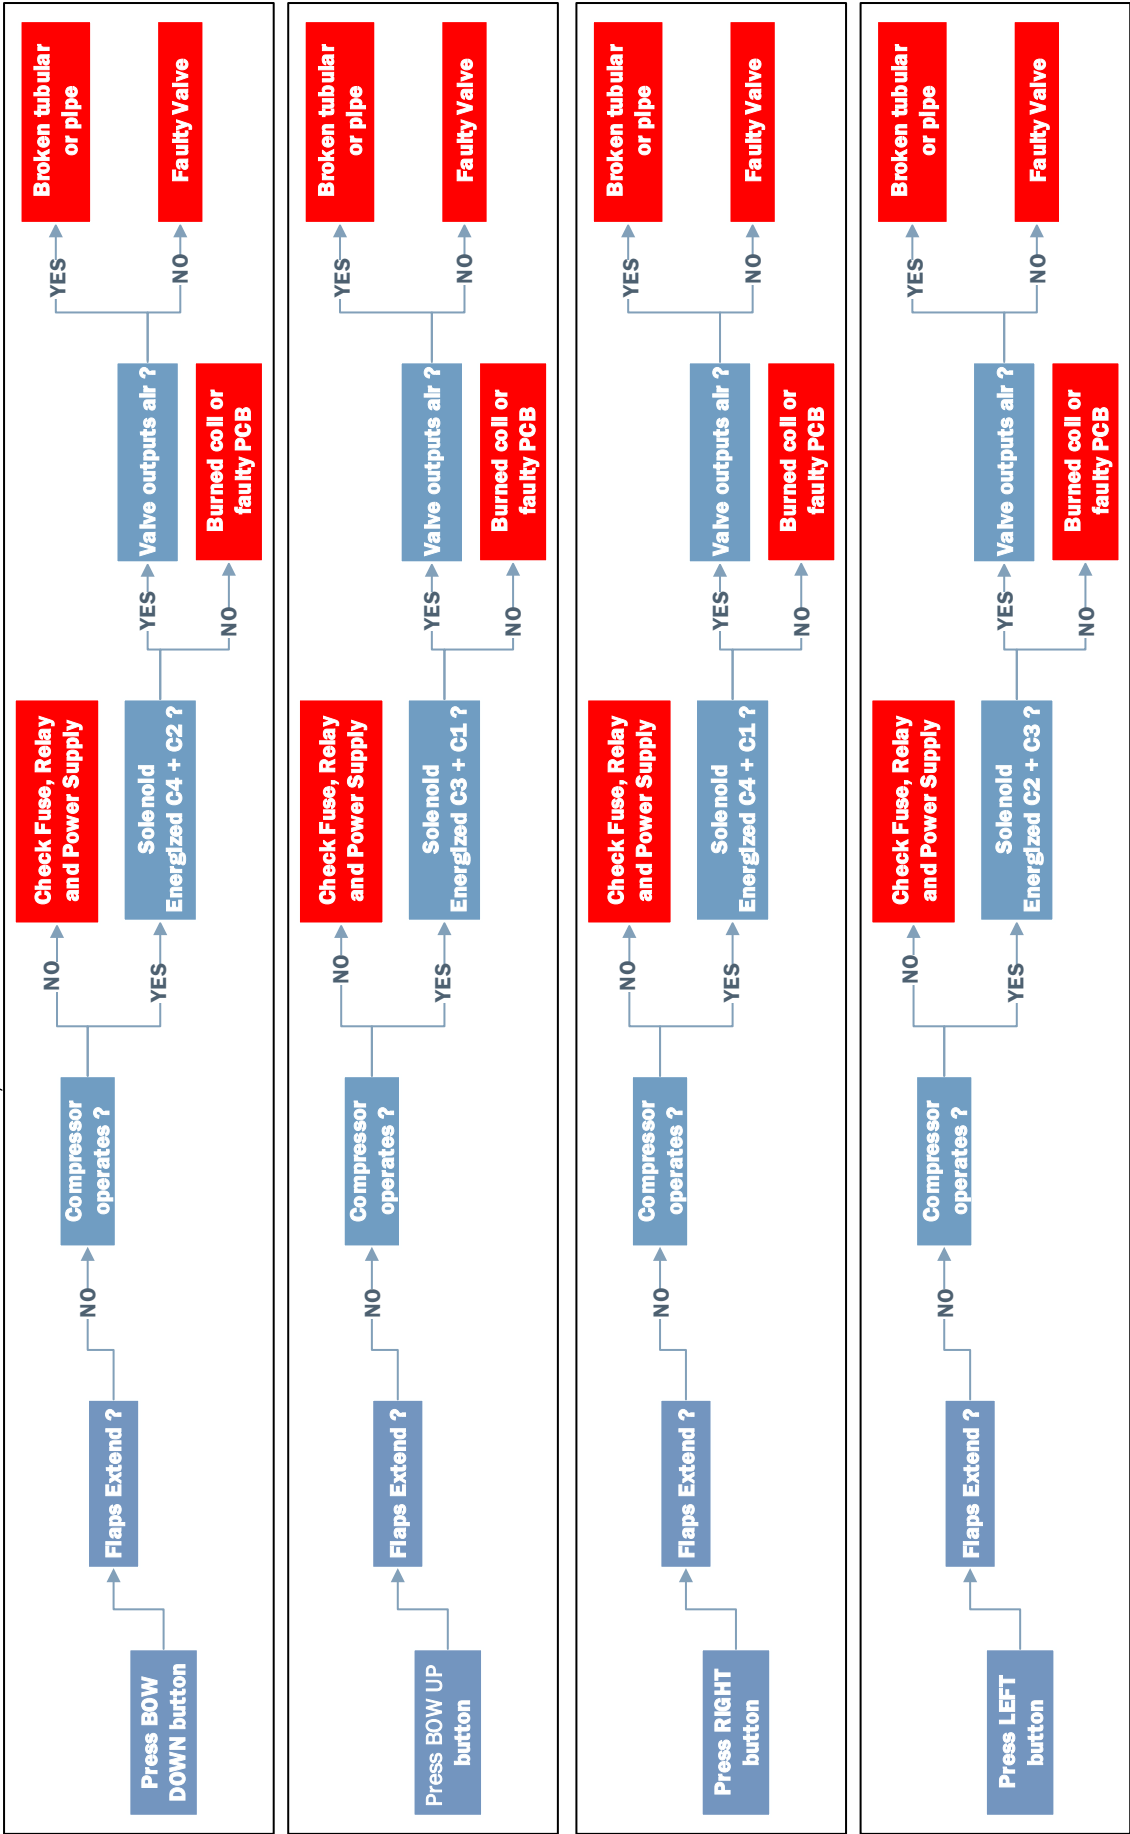 Press BOW
DOWN button
Flaps Extend ?
NO
Compressor
operates ?
NO
Check Fuse, Relay
and Power Supply
YES
Solenoid
Energized C4 + C2 ?
YES
Valve outputs air ?
NO
Burned coil or
faulty PCB
YES
Broken tubular
or pipe
NO
Faulty Valve
Press BOW UP
button
Flaps Extend ?
NO
Compressor
operates ?
NO
Check Fuse, Relay
and Power Supply
YES
Solenoid
Energized C3 + C1 ?
YES
Valve outputs air ?
NO
Burned coil or
faulty PCB
YES
Broken tubular
or pipe
NO
Faulty Valve
Press RIGHT
button
Flaps Extend ?
NO
Compressor
operates ?
NO
Check Fuse, Relay
and Power Supply
YES
Solenoid
Energized C4 + C1 ?
YES
Valve outputs air ?
NO
Burned coil or
faulty PCB
YES
Broken tubular
or pipe
NO
Faulty Valve
Press LEFT
button
Flaps Extend ?
NO
Compressor
operates ?
NO
Check Fuse, Relay
and Power Supply
YES
Solenoid
Energized C2 + C3 ?
YES
Valve outputs air ?
NO
Burned coil or
faulty PCB
YES
Broken tubular
or pipe
NO
Faulty Valve